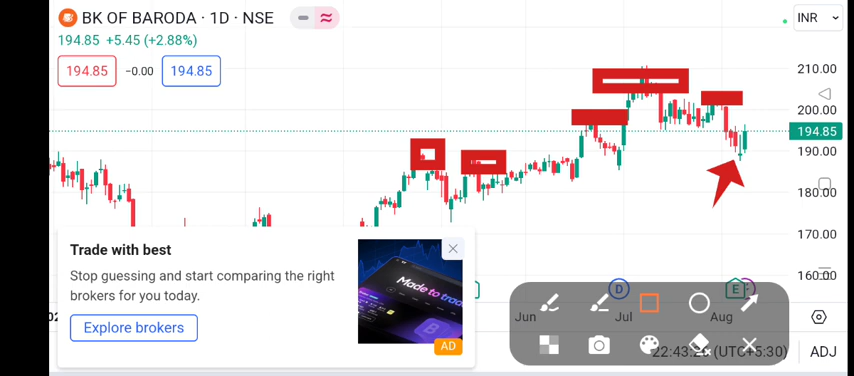 BK OF BARODA · 1D · NSE
INR
194.85 +5.45 (+2.88%)
194.85 −0.00 194.85
210.00
200.00
194.85
190.00
180.00
170.00
160.00
Trade with best
Stop guessing and start comparing the right
brokers for you today.
Explore brokers
Made to trade
AD
D
E
Jun
Jul
Aug
(UTC+5:30)
ADJ